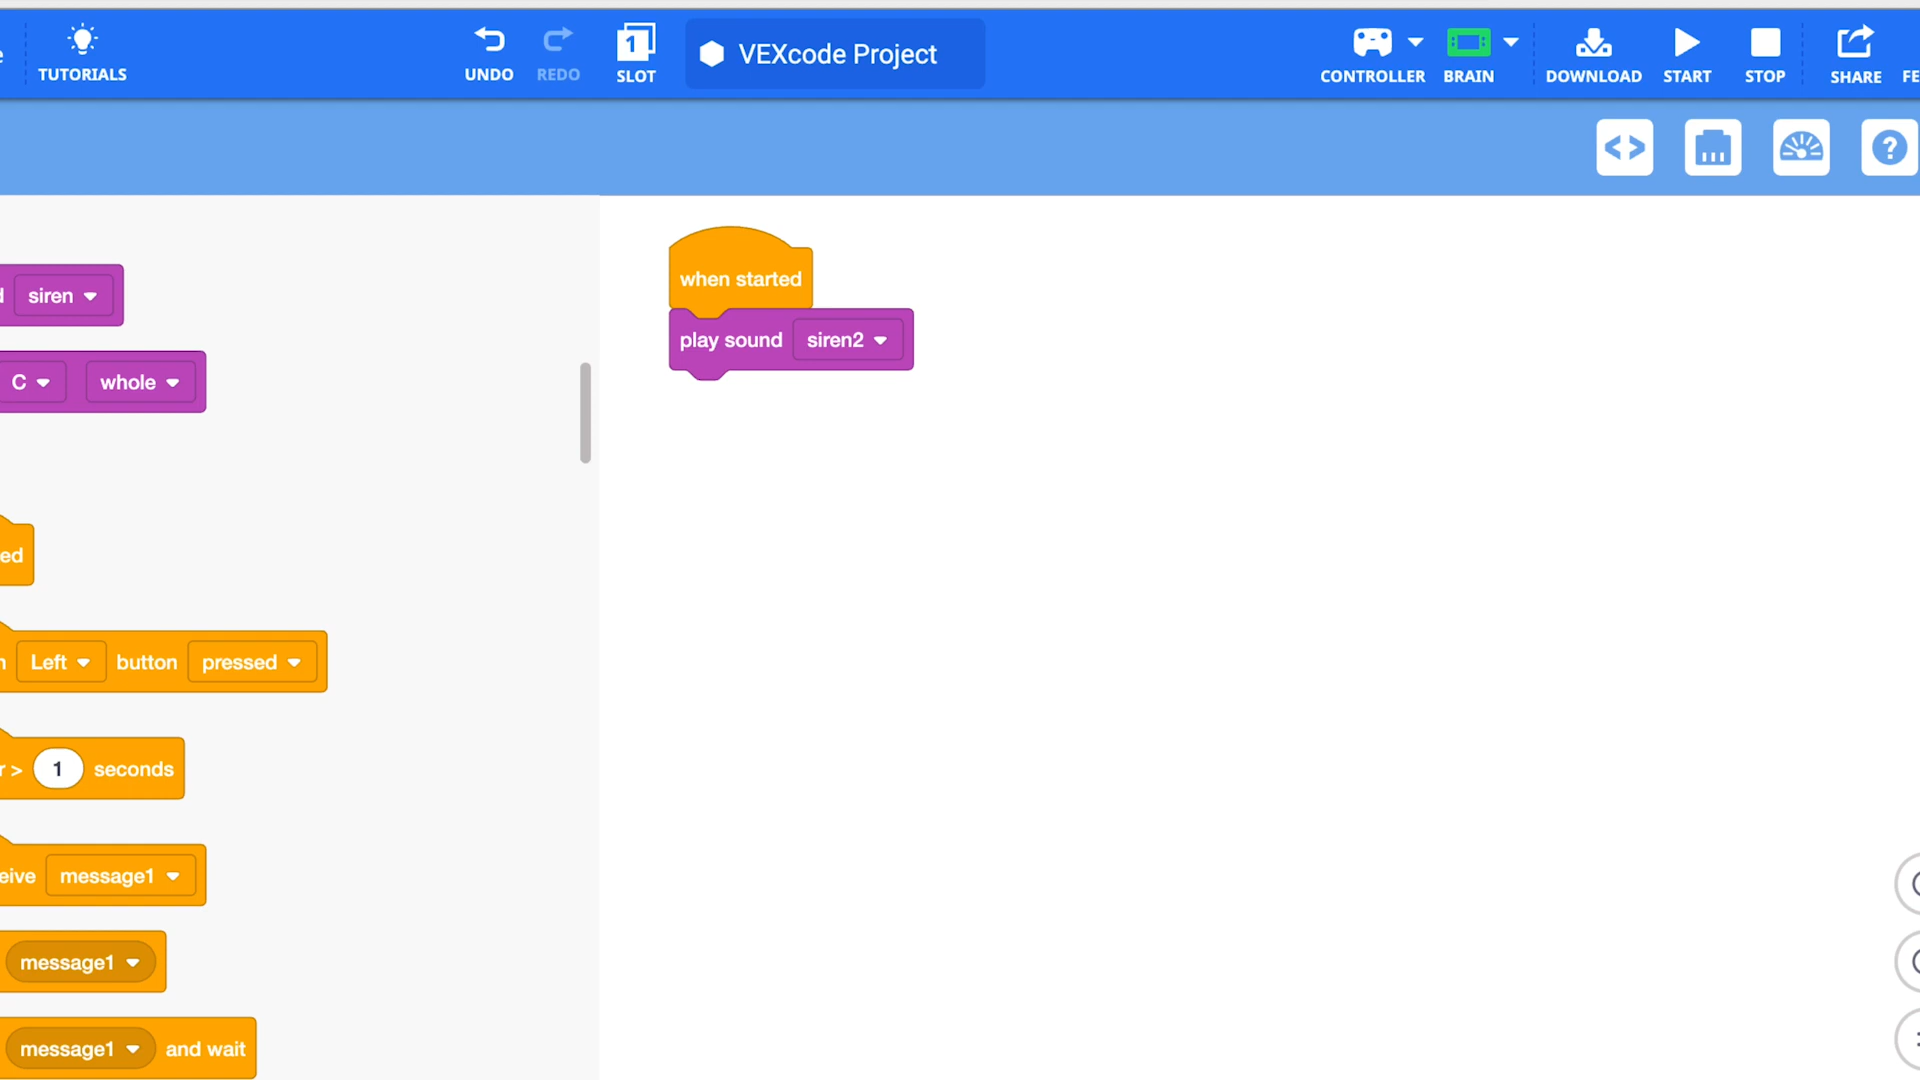 TUTORIALS
UNDO
REDO
1
SLOT
VEXcode Project
CONTROLLER
BRAIN
DOWNLOAD
START
STOP
SHARE
?
when started
siren
play sound siren2
C whole
Left button pressed
1 seconds
message1
message1
message1 and wait